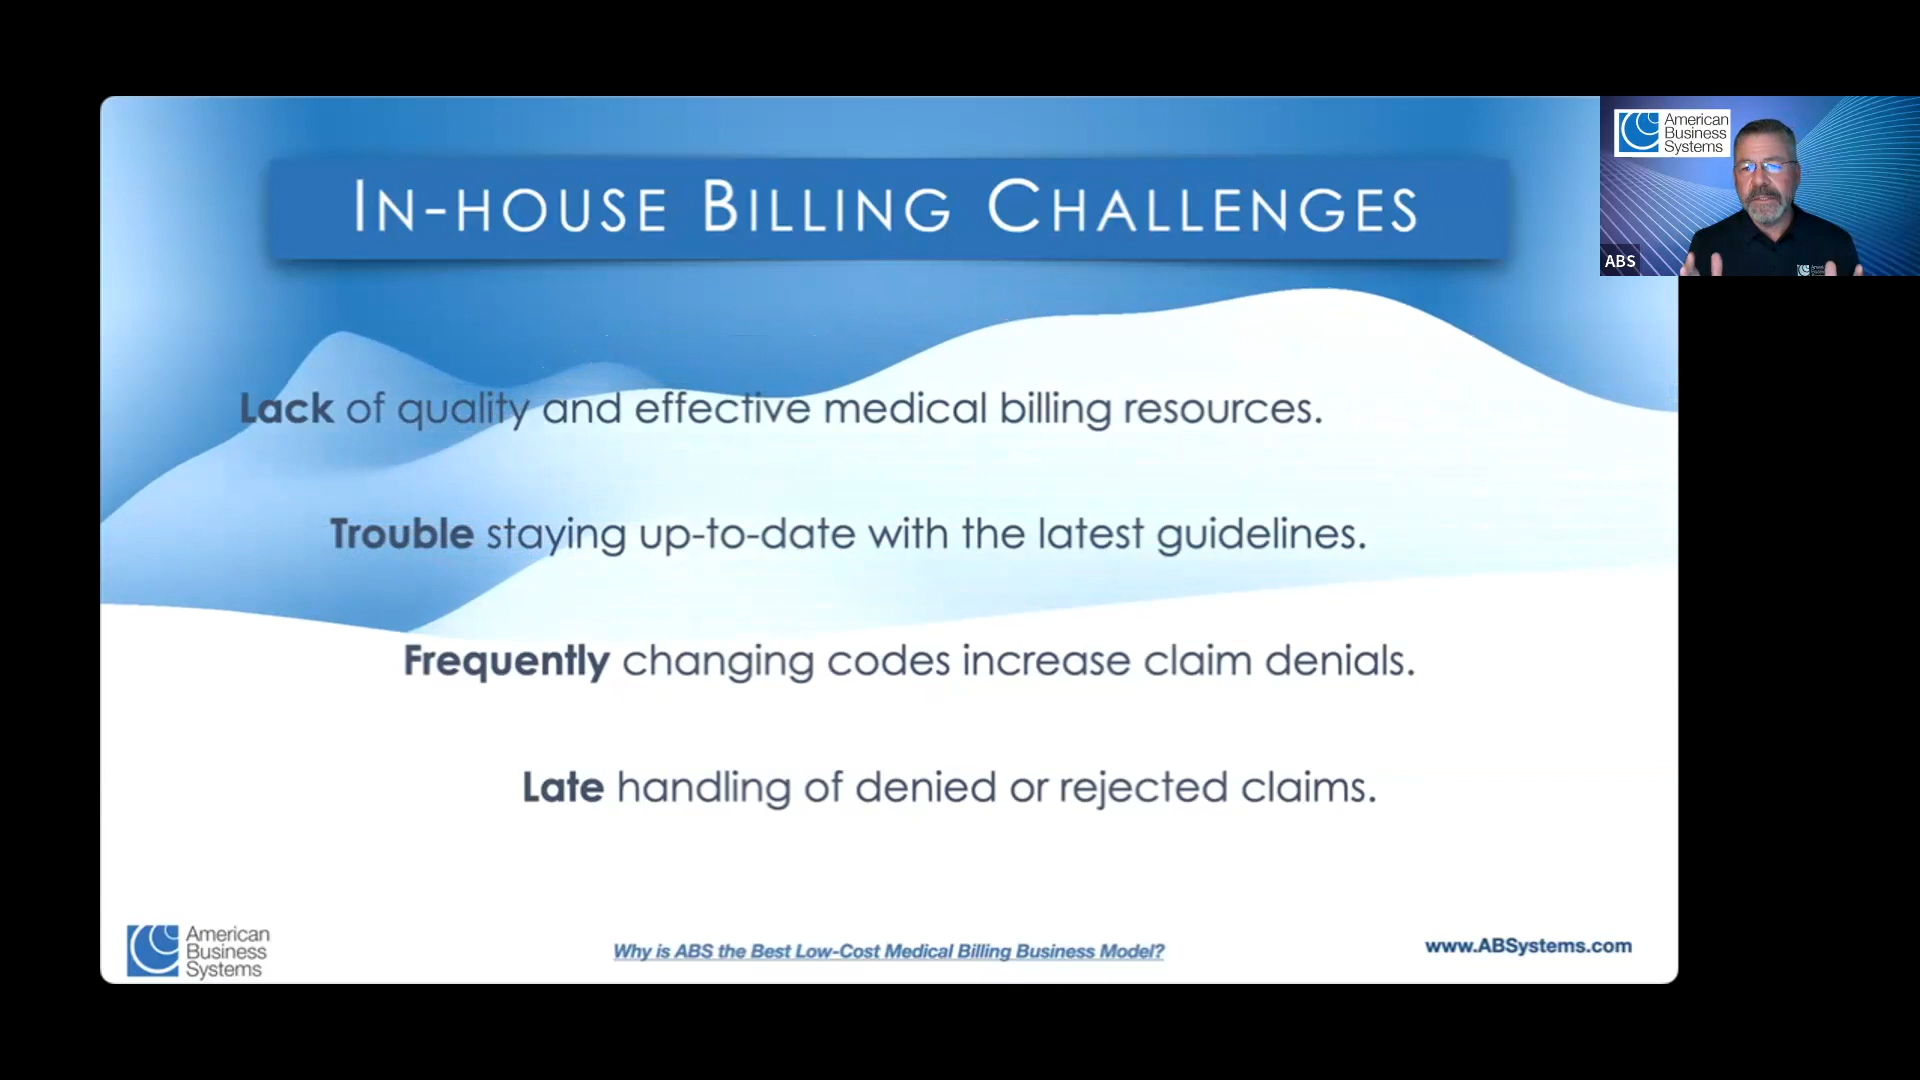 In-house Billing Challenges
American
Business
Systems
ABS
Lack of quality and effective medical billing resources.
Trouble staying up-to-date with the latest guidelines.
Frequently changing codes increase claim denials.
Late handling of denied or rejected claims.
American
Business
Systems
Why is ABS the Best Low-Cost Medical Billing Business Model?
www.ABSystems.com